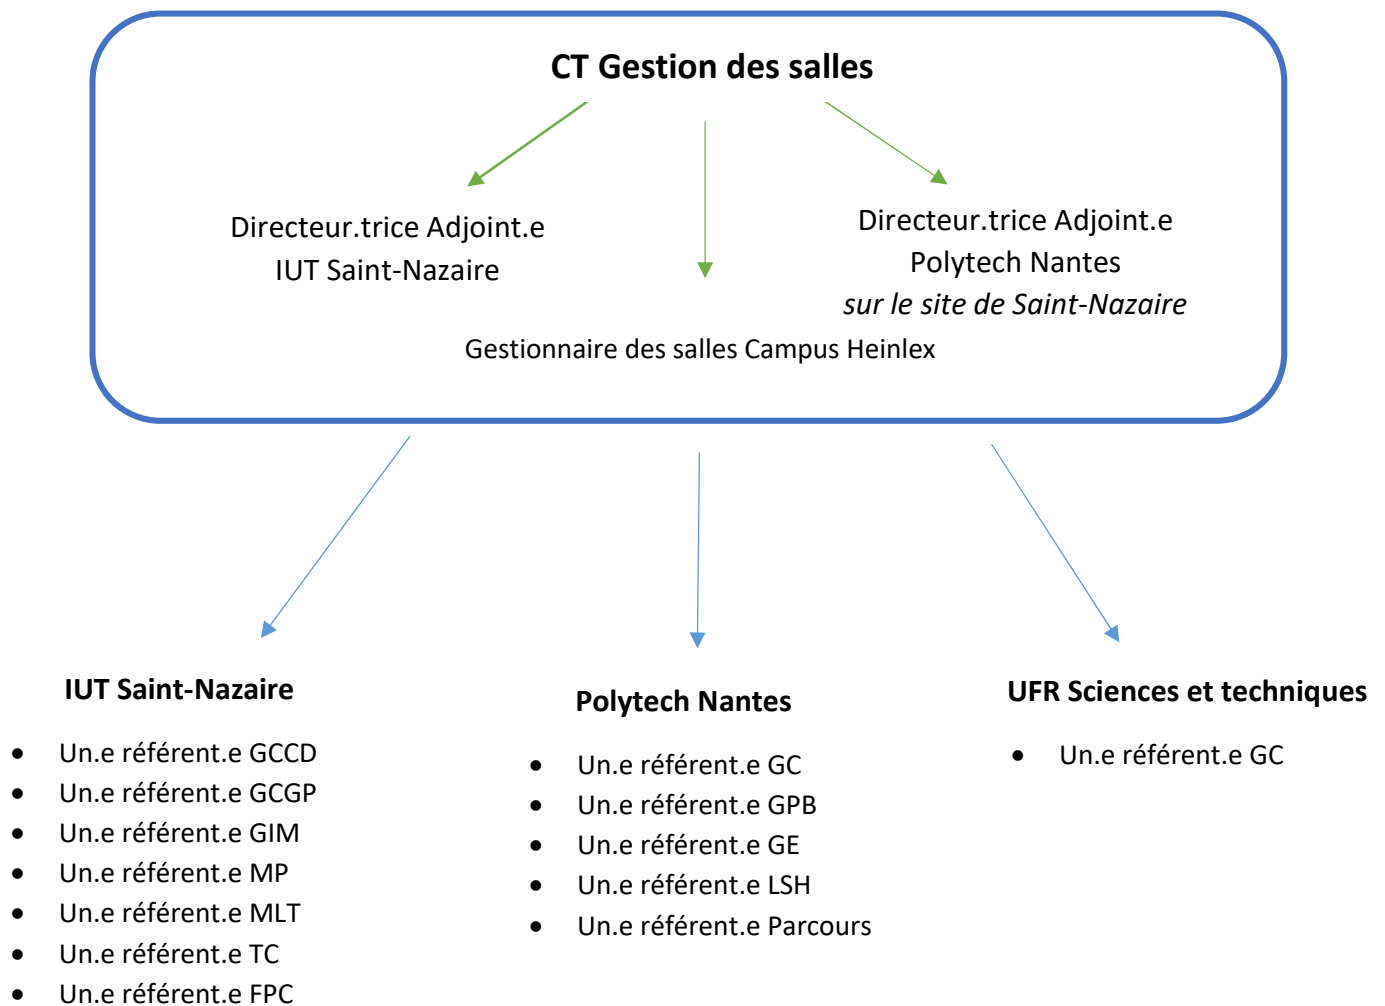 CT Gestion des salles
Directeur.trice Adjoint.e
IUT Saint-Nazaire
Directeur.trice Adjoint.e
Polytech Nantes
sur le site de Saint-Nazaire
Gestionnaire des salles Campus Heinlex
IUT Saint-Nazaire
• Un.e référent.e GCCD
• Un.e référent.e GCGP
• Un.e référent.e GIM
• Un.e référent.e MP
• Un.e référent.e MLT
• Un.e référent.e TC
• Un.e référent.e FPC
Polytech Nantes
• Un.e référent.e GC
• Un.e référent.e GPB
• Un.e référent.e GE
• Un.e référent.e LSH
• Un.e référent.e Parcours
UFR Sciences et techniques
• Un.e référent.e GC